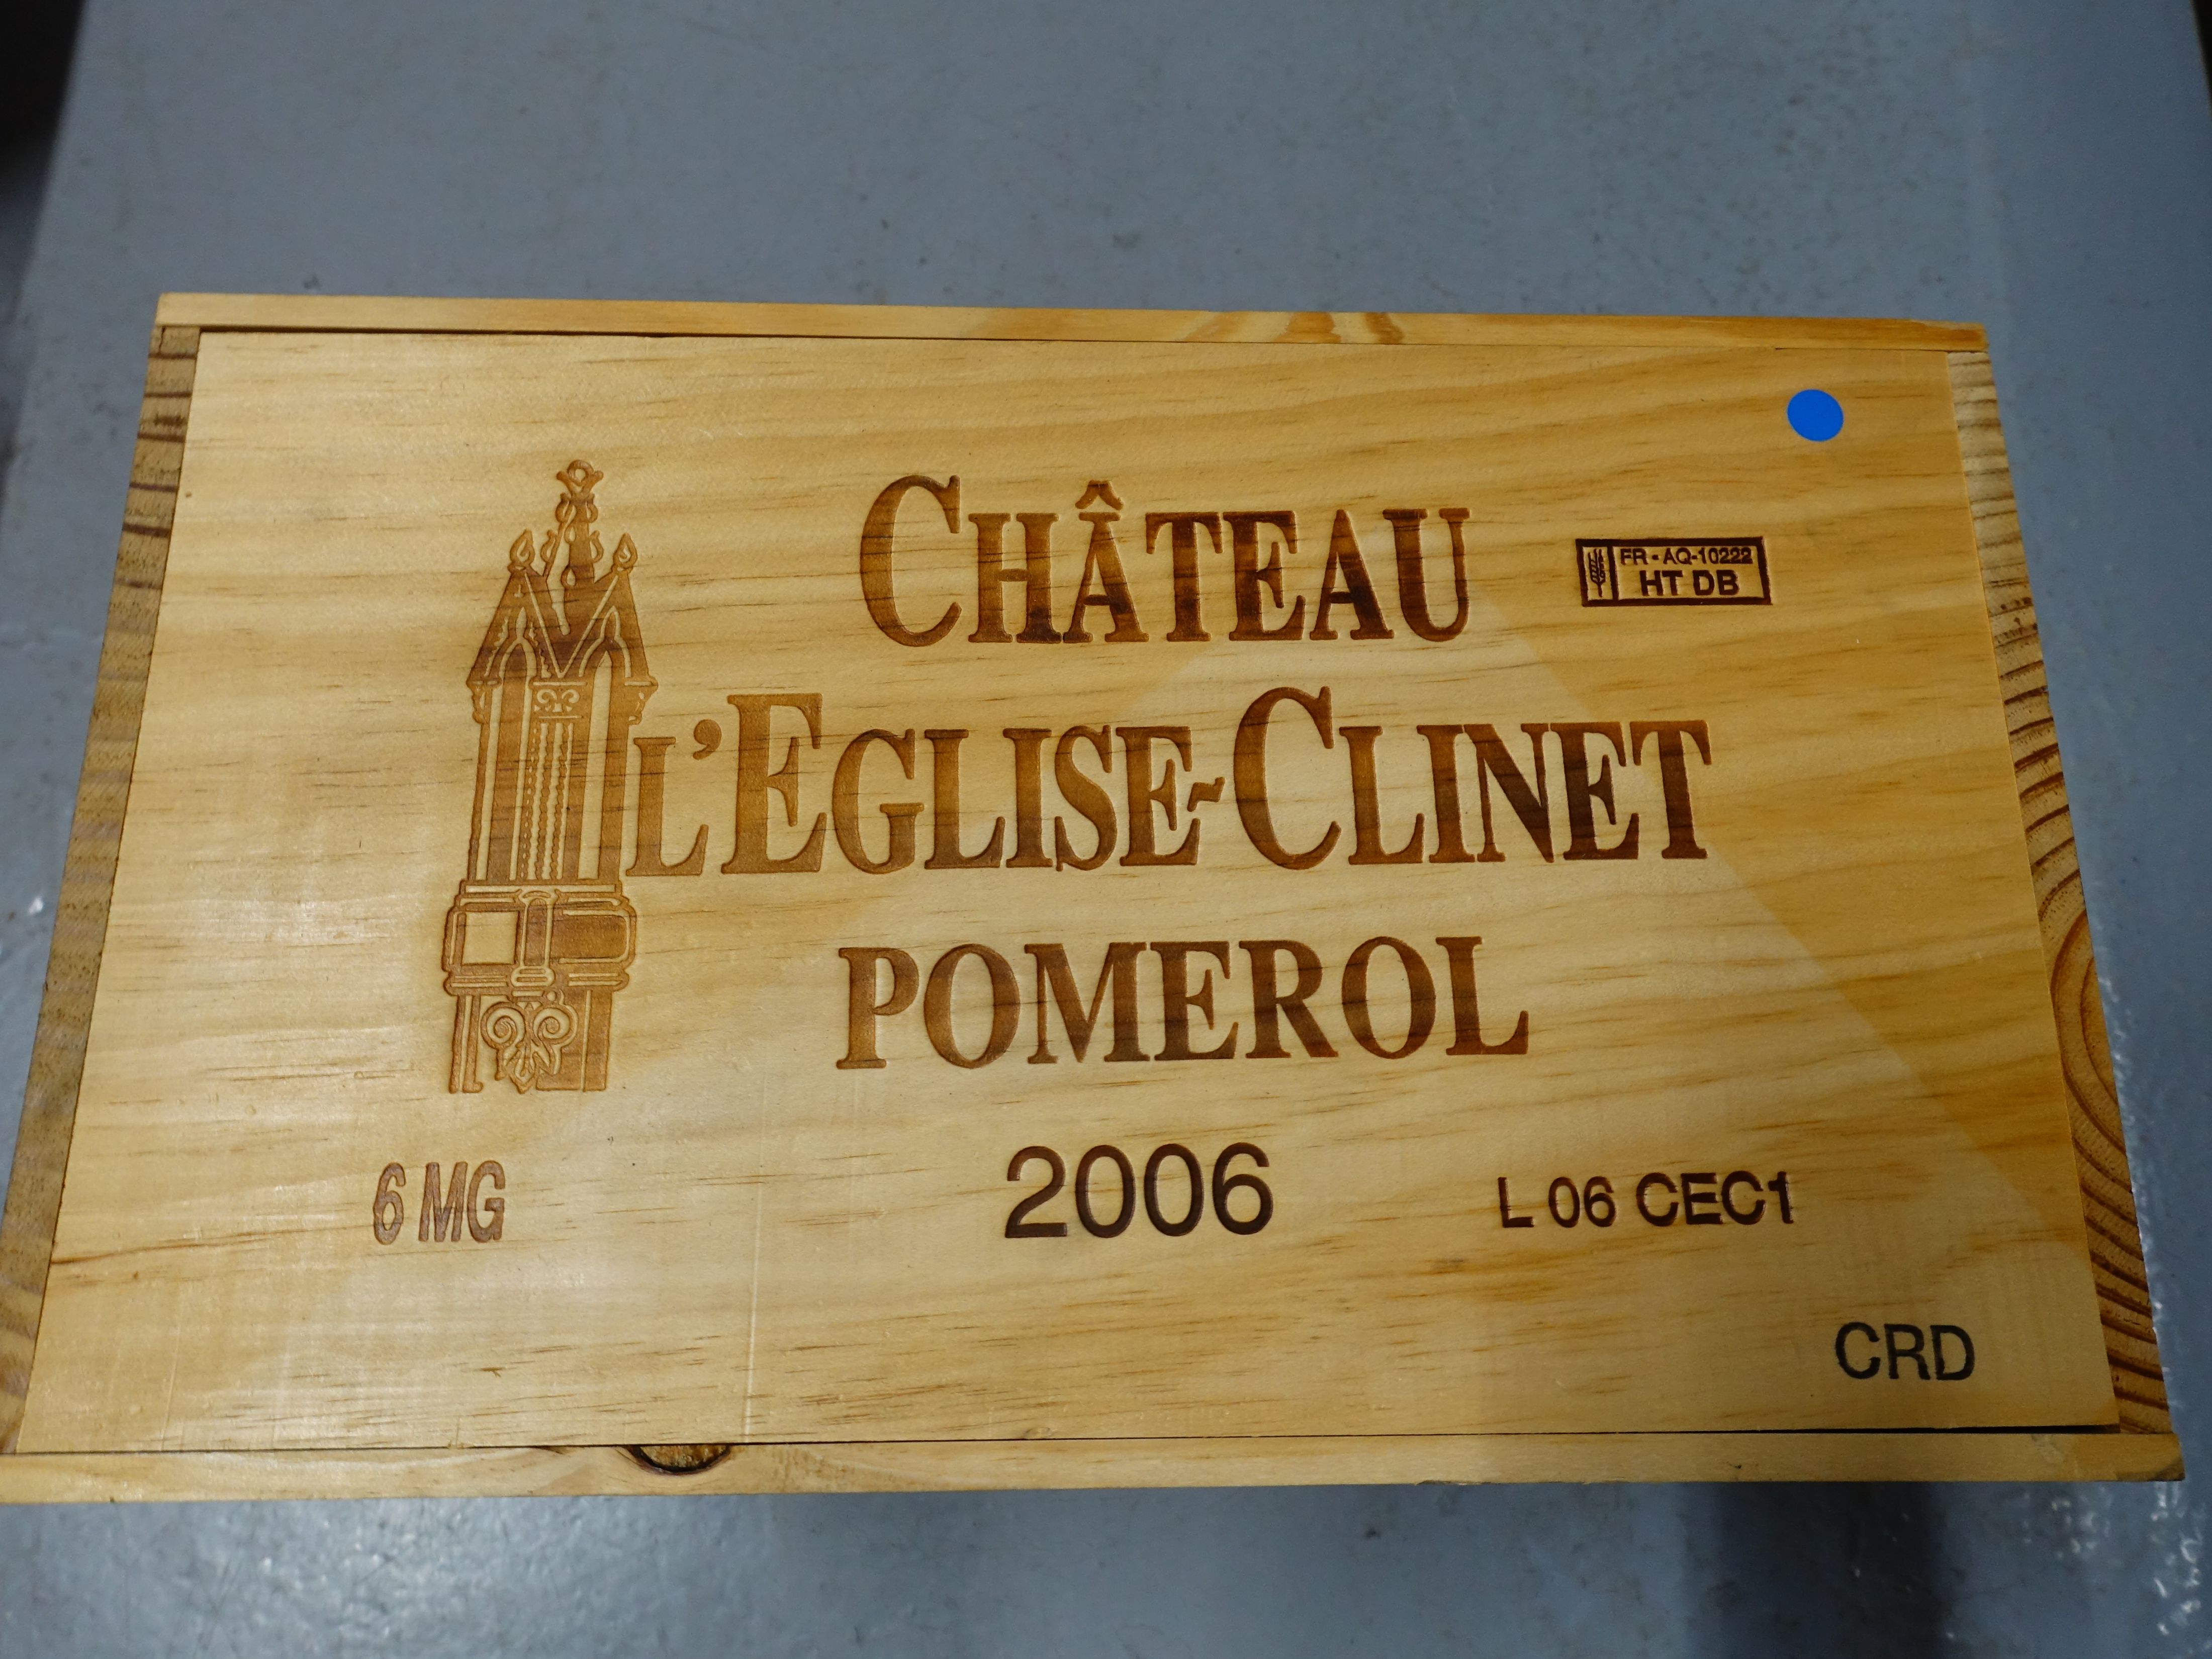 CHÂTEAU
FR - AQ-10222
HT DB
L'EGLISE-CLINET
POMEROL
6 MG
2006
L 06 CEC1
CRD